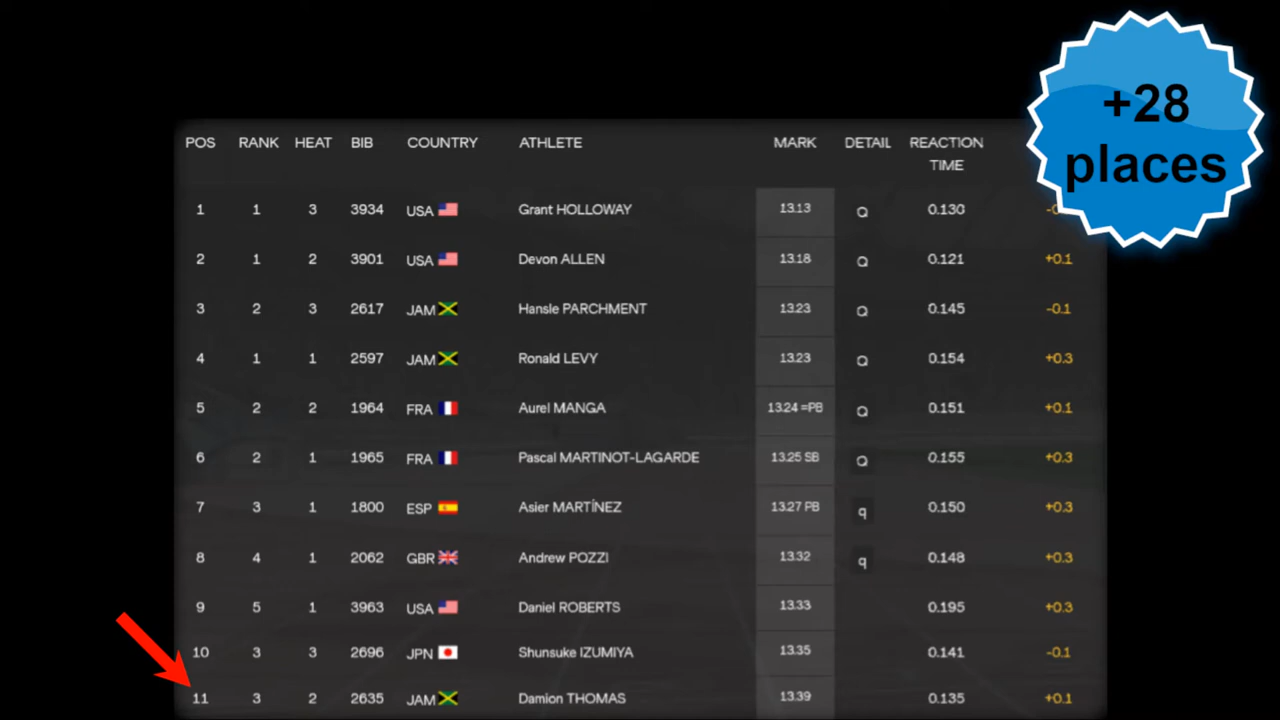 +28
places
POS RANK HEAT BIB COUNTRY ATHLETE MARK DETAIL REACTION TIME
1 1 3 3934 USA Grant HOLLOWAY 13.13 Q 0.130
2 1 2 3901 USA Devon ALLEN 13.18 Q 0.121 +0.1
3 2 3 2617 JAM Hansle PARCHMENT 13.23 Q 0.145 -0.1
4 1 1 2597 JAM Ronald LEVY 13.23 Q 0.154 +0.3
5 2 2 1964 FRA Aurel MANGA 13.24 =PB Q 0.151 +0.1
6 2 1 1965 FRA Pascal MARTINOT-LAGARDE 13.25 SB Q 0.155 +0.3
7 3 1 1800 ESP Asier MARTÍNEZ 13.27 PB q 0.150 +0.3
8 4 1 2062 GBR Andrew POZZI 13.32 q 0.148 +0.3
9 5 1 3963 USA Daniel ROBERTS 13.33 0.195 +0.3
10 3 3 2696 JPN Shunsuke IZUMIYA 13.35 0.141 -0.1
11 3 2 2635 JAM Damion THOMAS 13.39 0.135 +0.1